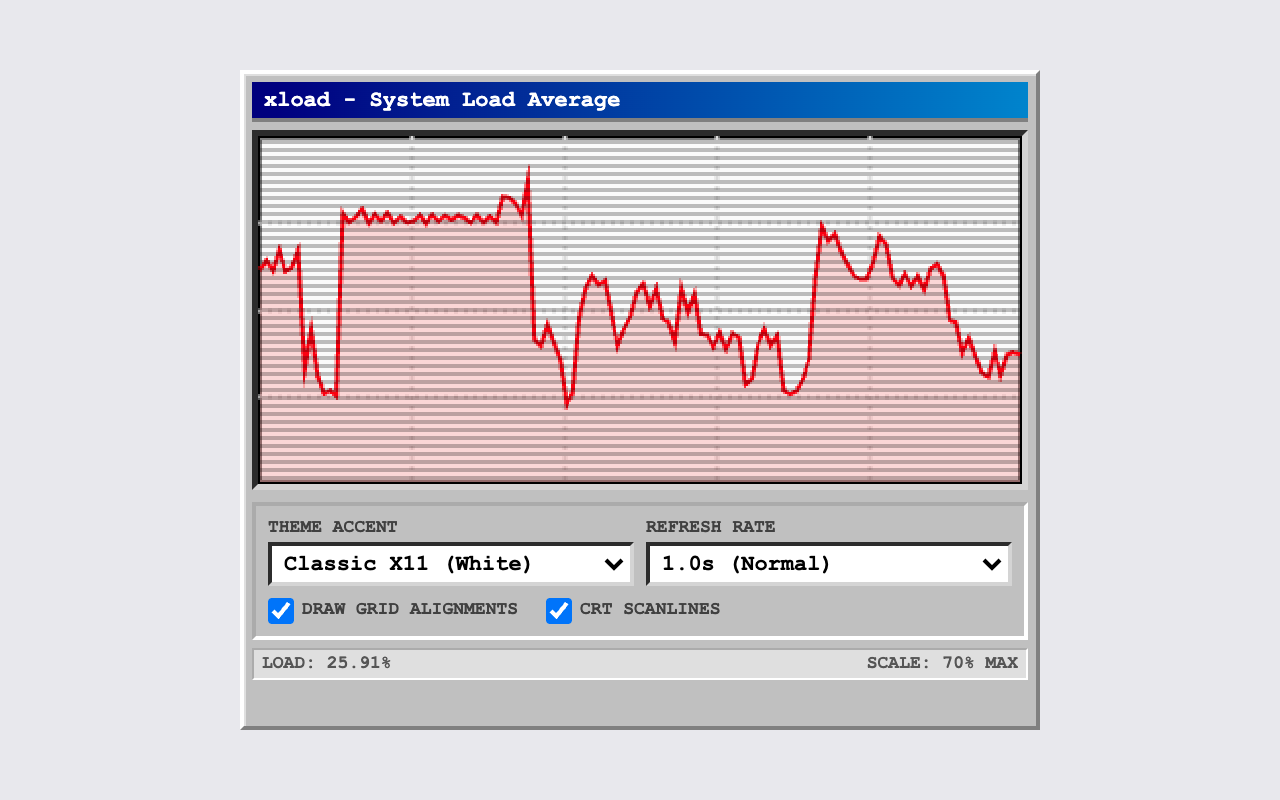 xload - System Load Average
THEME ACCENT
REFRESH RATE
Classic X11 (White)
1.0s (Normal)
DRAW GRID ALIGNMENTS
CRT SCANLINES
LOAD: 25.91%
SCALE: 70% MAX